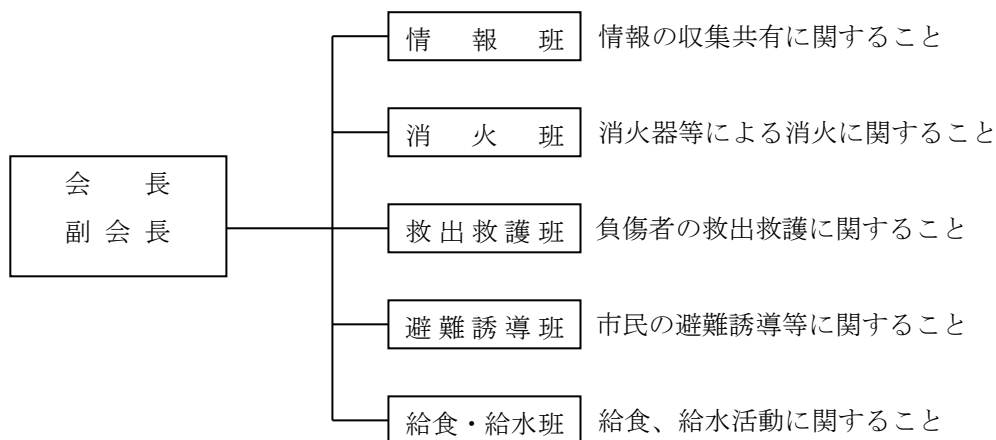 情報班 情報の収集共有に関すること
消火班 消火器等による消火に関すること
会長
副会長
救出救護班 負傷者の救出救護に関すること
避難誘導班 市民の避難誘導等に関すること
給食・給水班 給食、給水活動に関すること